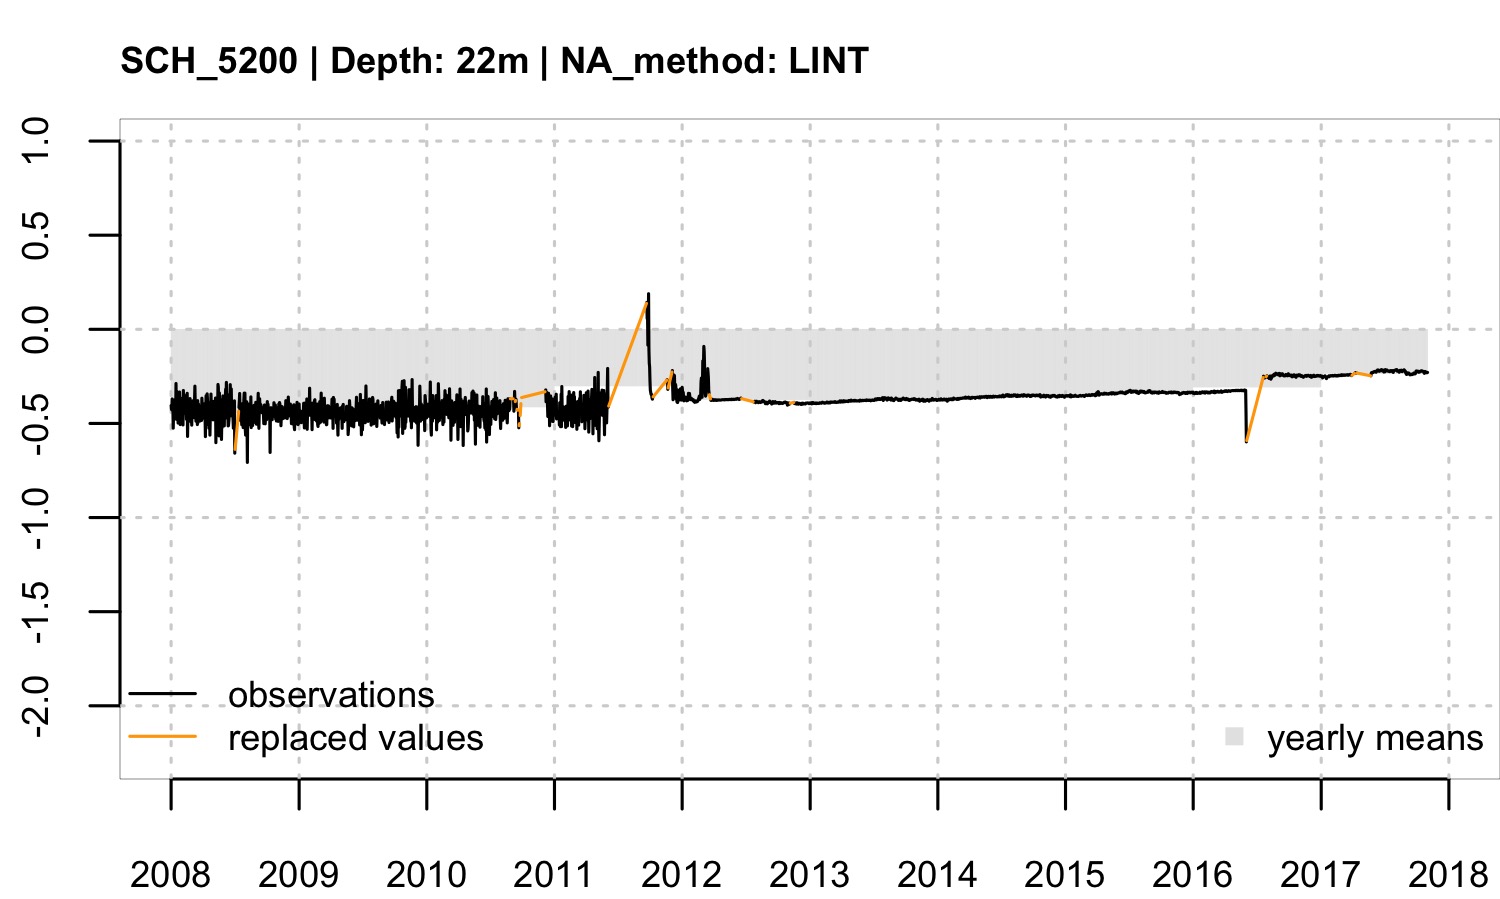 SCH_5200 | Depth: 22m | NA_method: LINT
1.0
0.5
0.0
-0.5
-1.0
-1.5
-2.0
observations
replaced values
yearly means
2008 2009 2010 2011 2012 2013 2014 2015 2016 2017 2018